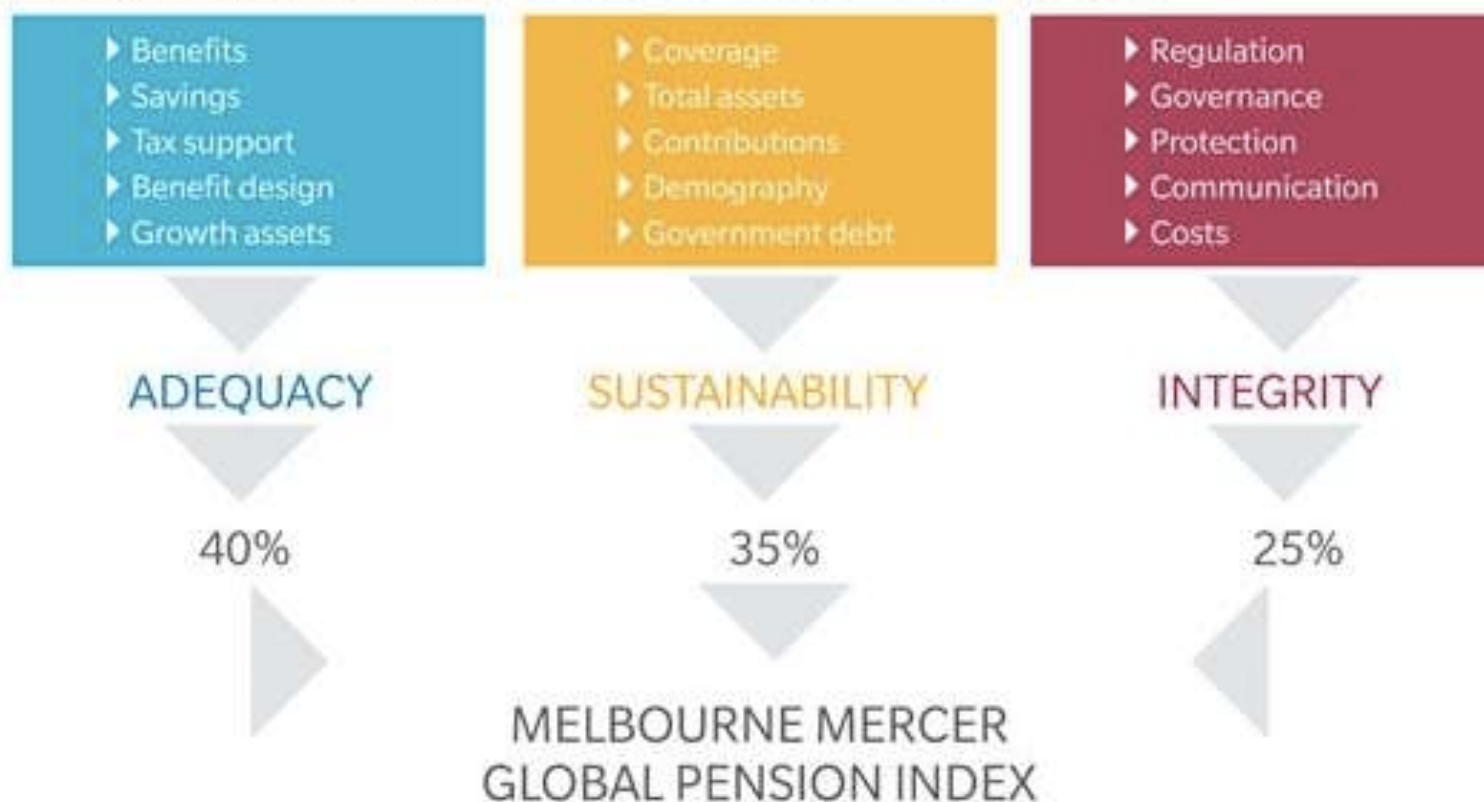 Benefits
Savings
Tax support
Benefit design
Growth assets
Coverage
Total assets
Contributions
Demography
Government debt
Regulation
Governance
Protection
Communication
Costs
ADEQUACY
SUSTAINABILITY
INTEGRITY
40%
35%
25%
MELBOURNE MERCER
GLOBAL PENSION INDEX